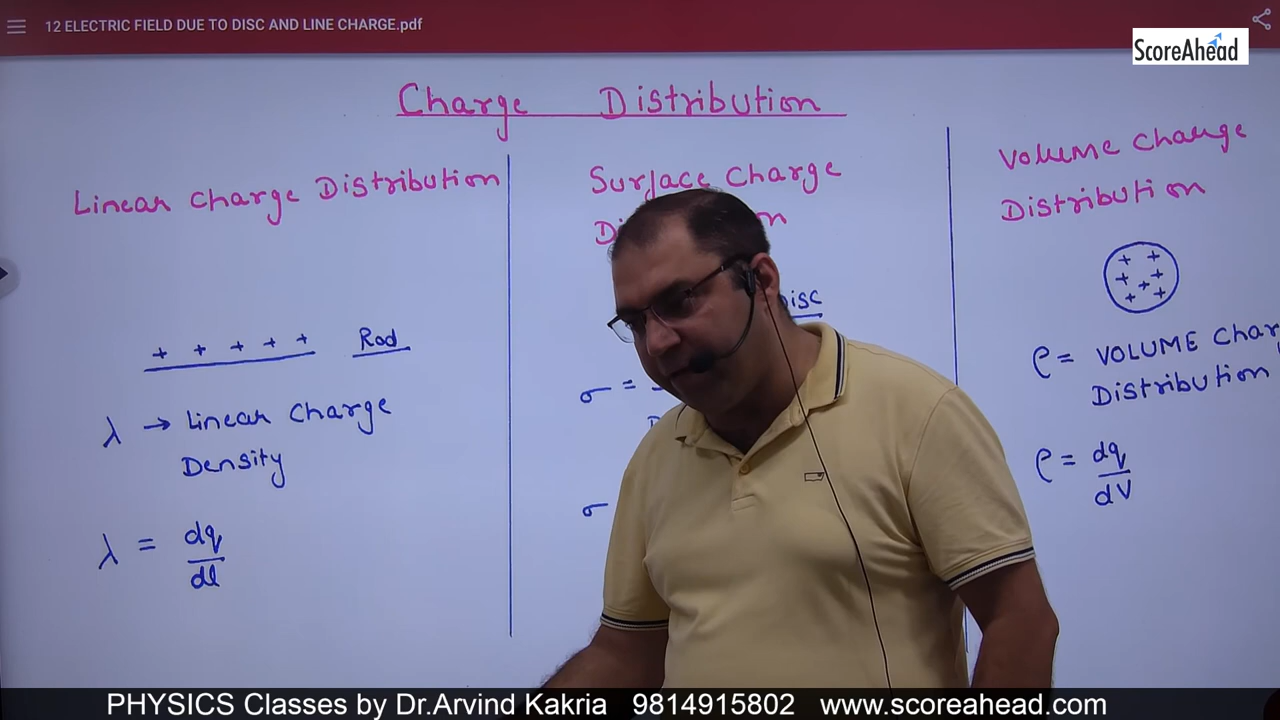 12 ELECTRIC FIELD DUE TO DISC AND LINE CHARGE.pdf
ScoreAhead
Charge Distribution
Linear Charge Distribution
+ + + + + Rod
λ → Linear Charge
Density
λ = dq
dl
Surface Charge
σ =
σ
Volume Charge
Distribution
+ + + + + + +
ρ = VOLUME Char
Distribution
ρ = dq
dV
PHYSICS Classes by Dr.Arvind Kakria 9814915802 www.scoreahead.com